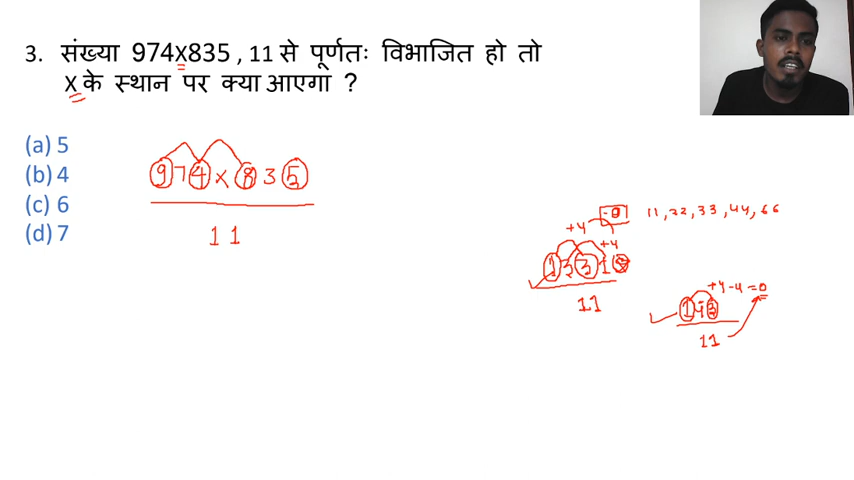 3. संख्या 974X835 , 11 से पूर्णतः विभाजित हो तो
X के स्थान पर क्या आएगा ?
(a) 5
(b) 4
(c) 6
(d) 7
974x835
11
+4
11, 22, 33, 44, 66
+4
11
143
+4-4=0
11